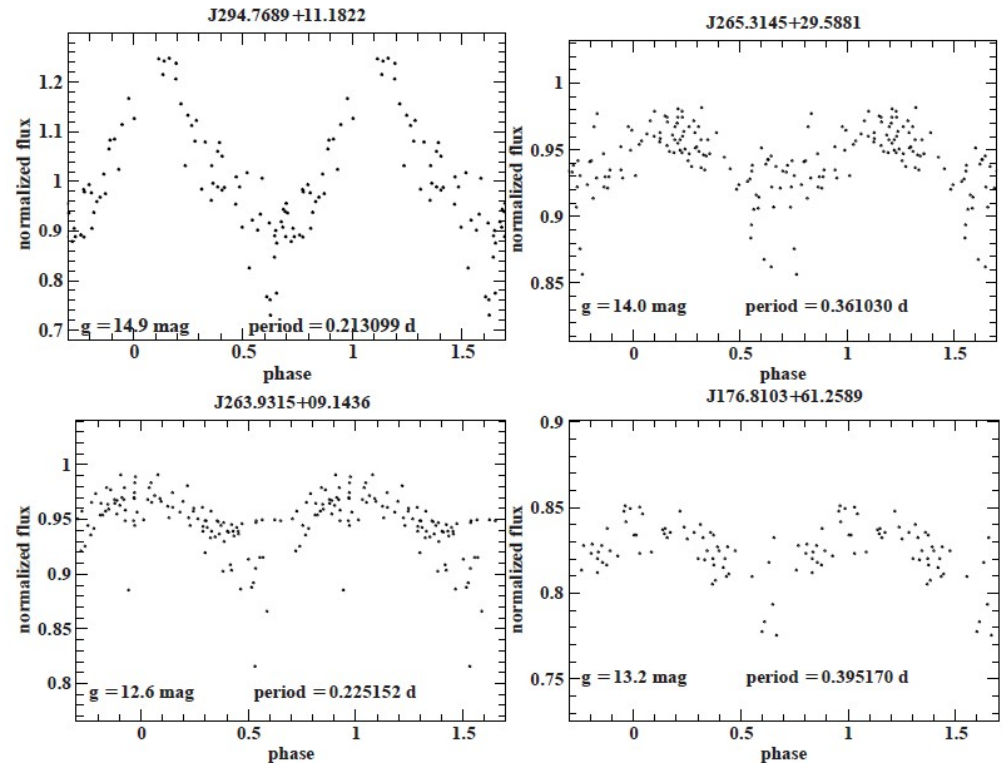 J294.7689+11.1822
normalized flux
1.2
1.1
1
0.9
0.8
0.7
g = 14.9 mag period = 0.213099 d
0 0.5 1 1.5
phase
J265.3145+29.5881
normalized flux
1
0.95
0.9
0.85
g = 14.0 mag period = 0.361030 d
0 0.5 1 1.5
phase
J263.9315+09.1436
normalized flux
1
0.95
0.9
0.85
0.8
g = 12.6 mag period = 0.225152 d
0 0.5 1 1.5
phase
J176.8103+61.2589
normalized flux
0.9
0.85
0.8
0.75
g = 13.2 mag period = 0.395170 d
0 0.5 1 1.5
phase